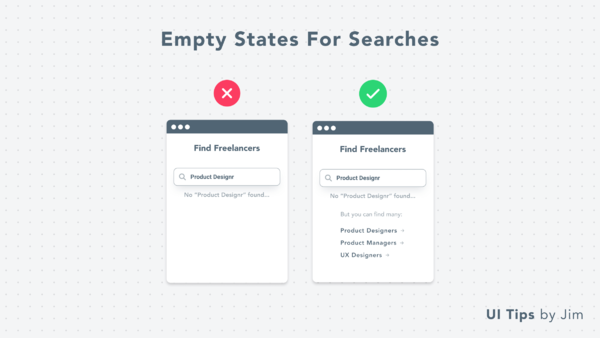 Empty States For Searches
Find Freelancers
Product Designr
No "Product Designr" found...
Find Freelancers
Product Designr
No "Product Designr" found...
But you can find many:
Product Designers →
Product Managers →
UX Designers →
UI Tips by Jim